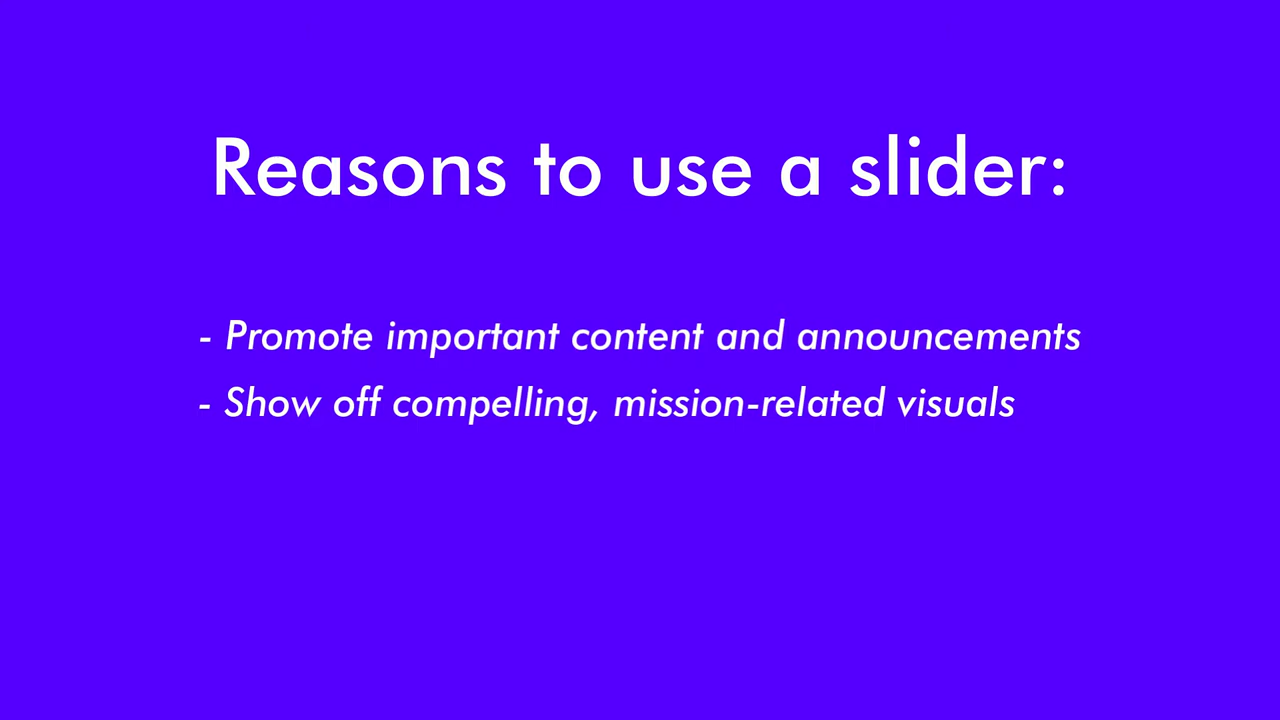 Reasons to use a slider:
- Promote important content and announcements
- Show off compelling, mission-related visuals